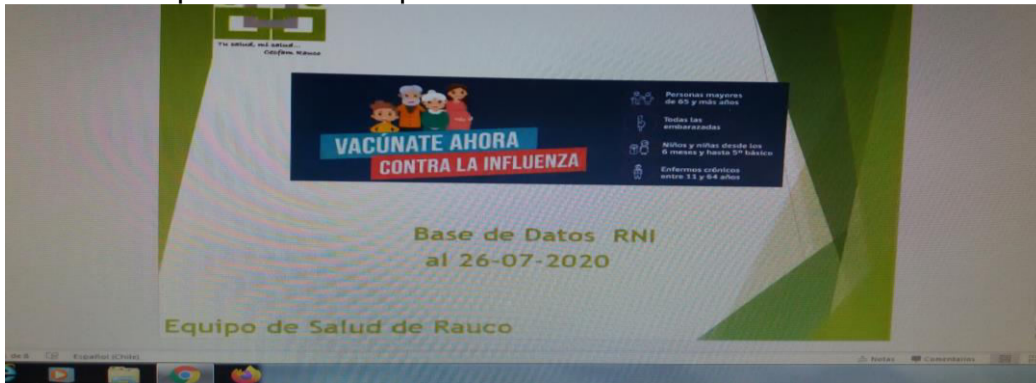 Tu salud, mi salud...
Cesfam Rauco
VACÚNATE AHORA
CONTRA LA INFLUENZA
Personas mayores
de 65 y más años
Todas las
embarazadas
Niños y niñas desde los
6 meses y hasta 5º básico
Enfermos crónicos
entre 11 y 64 años
Base de Datos RNI
al 26-07-2020
Equipo de Salud de Rauco
de 8
Español (Chile)
Notas
Comentarios